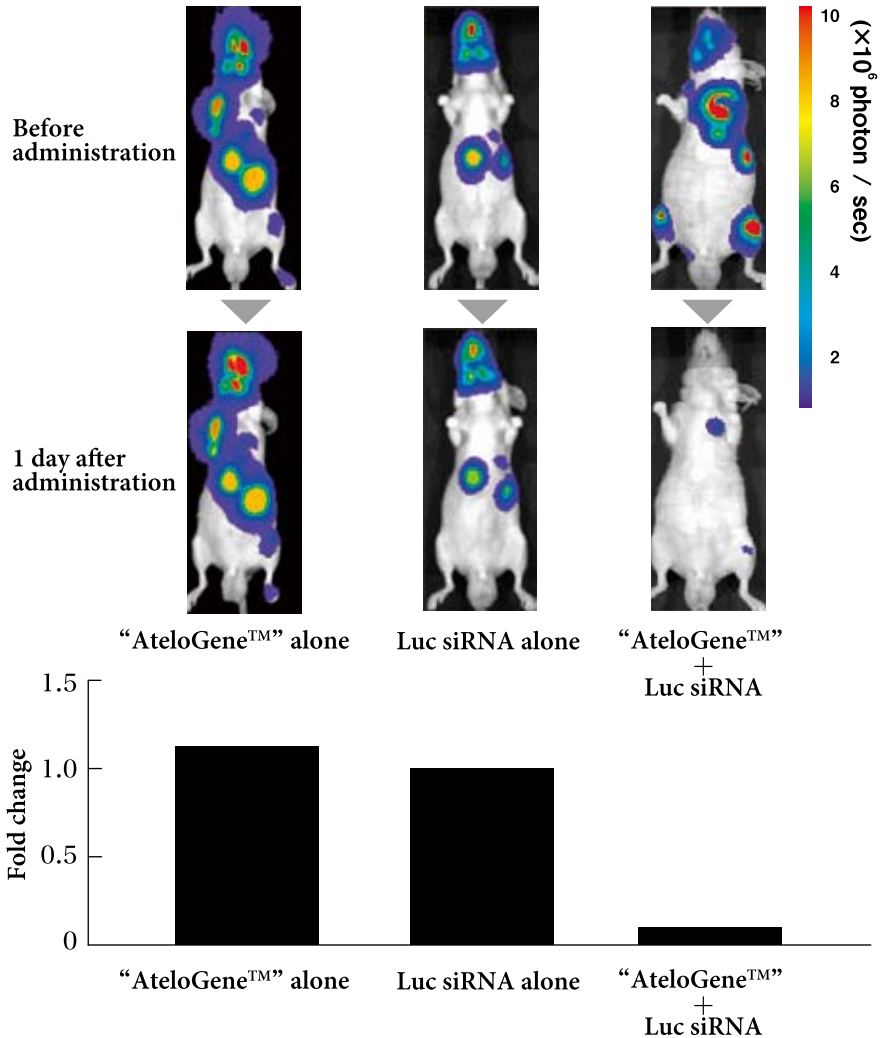 Before
administration
10
8
6
4
2
(×10⁶ photon / sec)
1 day after
administration
“AteloGene™” alone
Luc siRNA alone
“AteloGene™”
+
Luc siRNA
Fold change
1.5
1.0
0.5
0
“AteloGene™” alone
Luc siRNA alone
“AteloGene™”
+
Luc siRNA